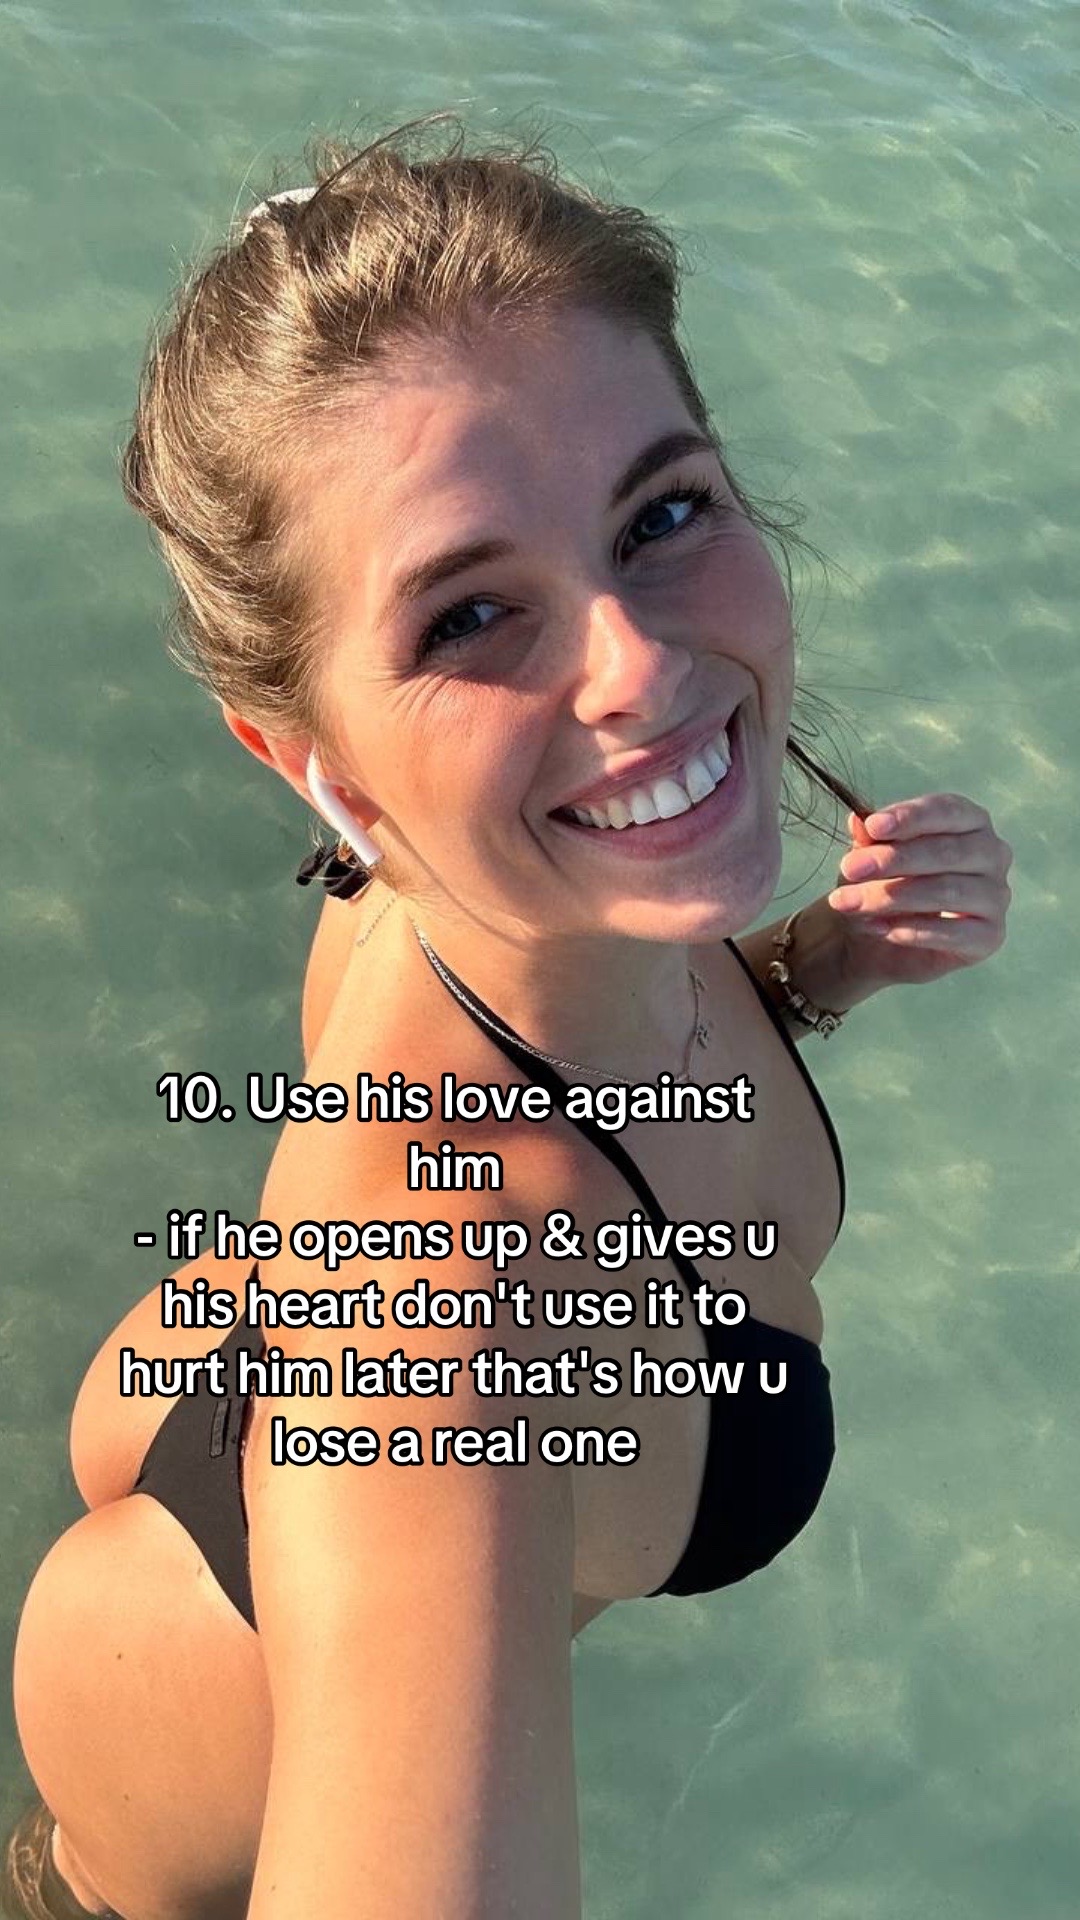 10. Use his love against
him
- if he opens up & gives u
his heart don't use it to
hurt him later that's how u
lose a real one